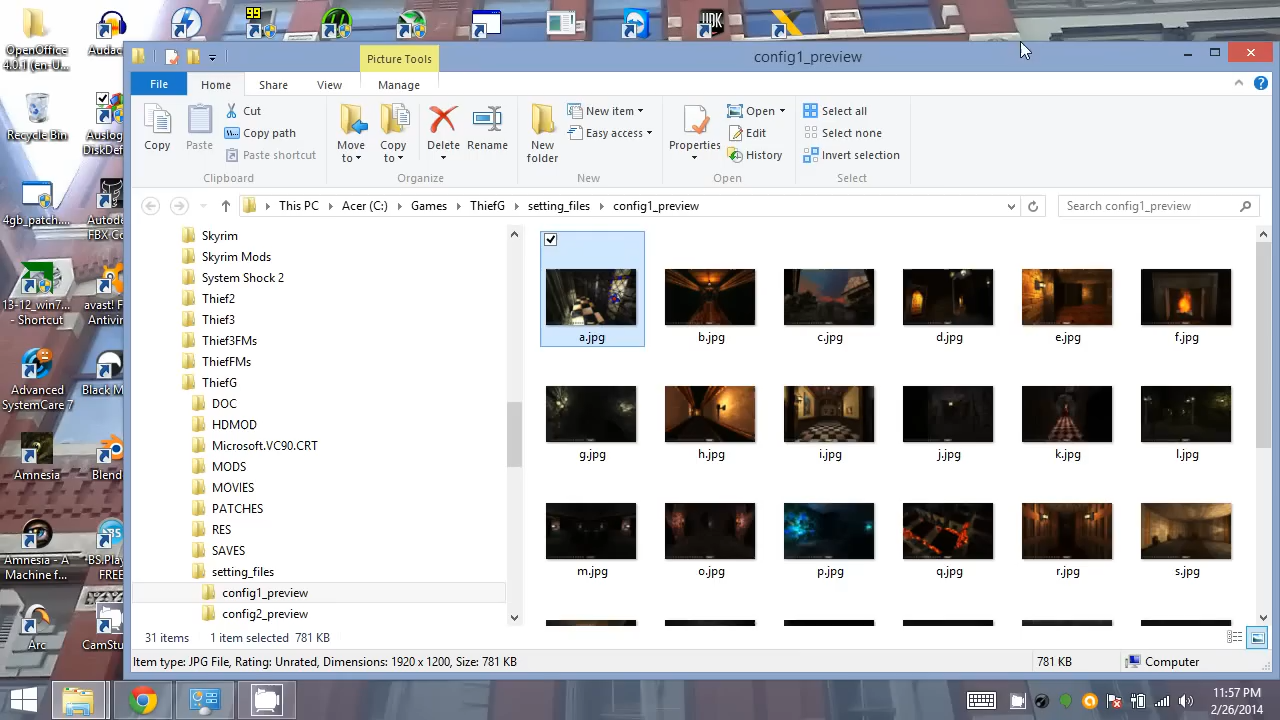 OpenOffice
4.0.1 (en-U...
Audac
99
UDK
Recycle Bin
Auslog
DiskDef
4gb_patch....
Autode
FBX Co
13-12_win7...
- Shortcut
avast! F
Antivir
Advanced
SystemCare 7
Black M
Amnesia
Blend
Amnesia - A
Machine f...
BS.Play
FREE
Arc
CamStu
Picture Tools
config1_preview
File
Home
Share
View
Manage
Copy
Paste
Cut
Copy path
Paste shortcut
Clipboard
Move
to
Copy
to
Delete
Rename
Organize
New
folder
New item
Easy access
New
Properties
Open
Edit
History
Open
Select all
Select none
Invert selection
Select
This PC
Acer (C:)
Games
ThiefG
setting_files
config1_preview
Search config1_preview
Skyrim
Skyrim Mods
System Shock 2
Thief2
Thief3
Thief3FMs
ThiefFMs
ThiefG
DOC
HDMOD
Microsoft.VC90.CRT
MODS
MOVIES
PATCHES
RES
SAVES
setting_files
config1_preview
config2_preview
a.jpg
b.jpg
c.jpg
d.jpg
e.jpg
f.jpg
g.jpg
h.jpg
i.jpg
j.jpg
k.jpg
l.jpg
m.jpg
o.jpg
p.jpg
q.jpg
r.jpg
s.jpg
31 items
1 item selected 781 KB
Item type: JPG File, Rating: Unrated, Dimensions: 1920 x 1200, Size: 781 KB
781 KB
Computer
11:57 PM
2/26/2014